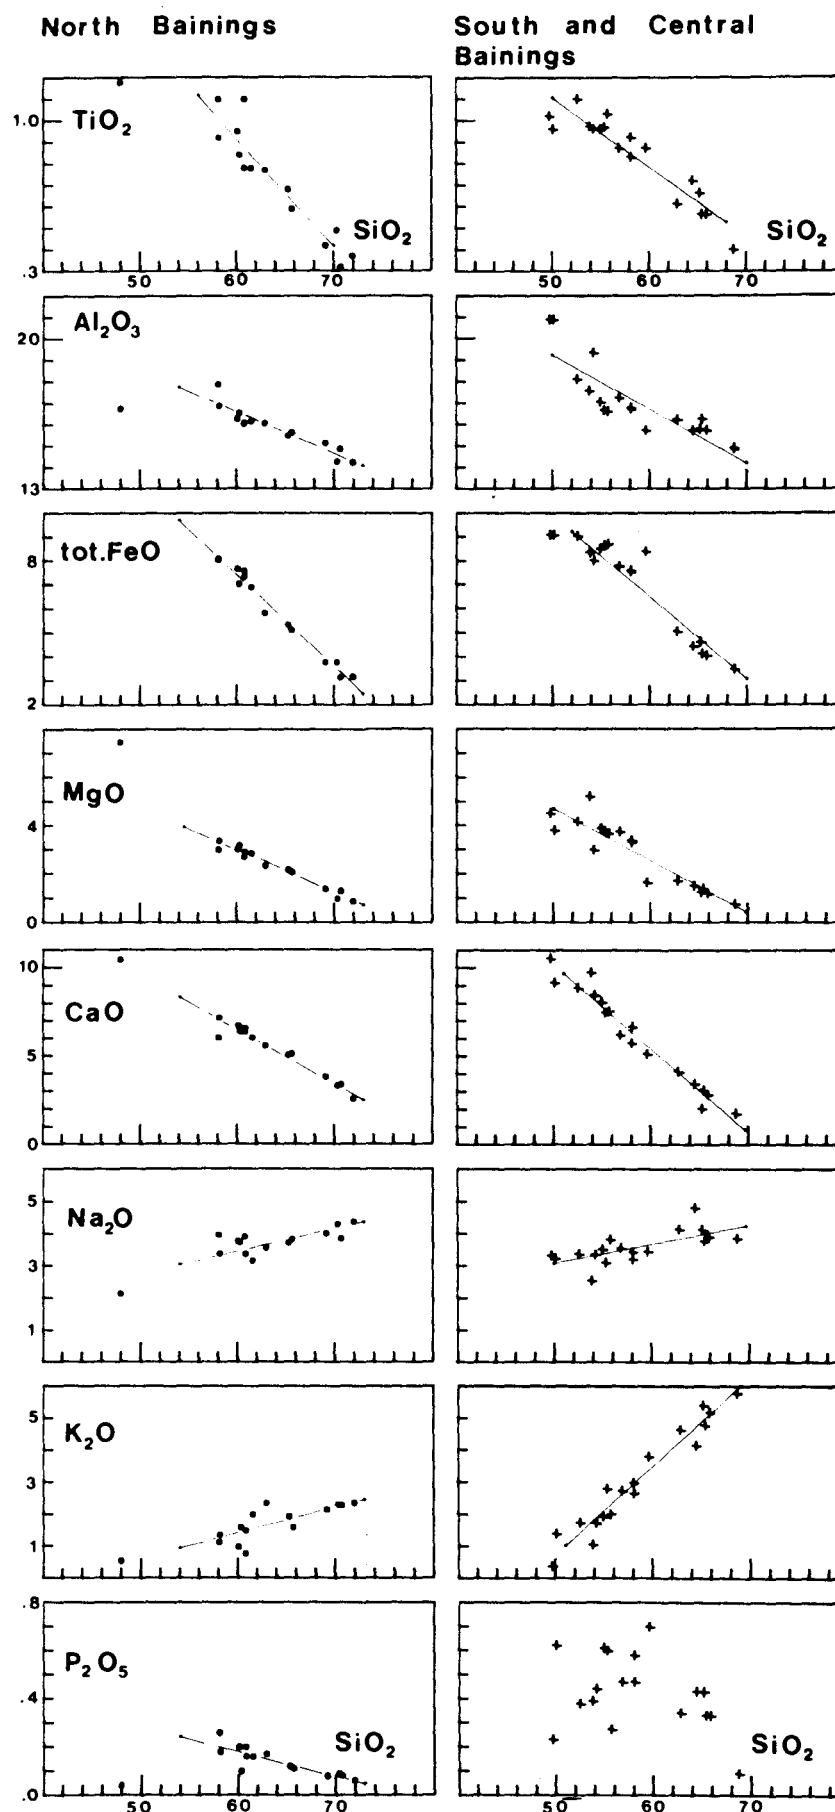 North Bainings
South and Central
Bainings
TiO₂
1.0
SiO₂
.3
50 60 70
SiO₂
50 60 70
Al₂O₃
20
13
tot.FeO
8
2
MgO
4
0
CaO
10
5
0
Na₂O
5
3
1
K₂O
5
3
1
.8
P₂O₅
.4
SiO₂
.0
50 60 70
SiO₂
50 60 70